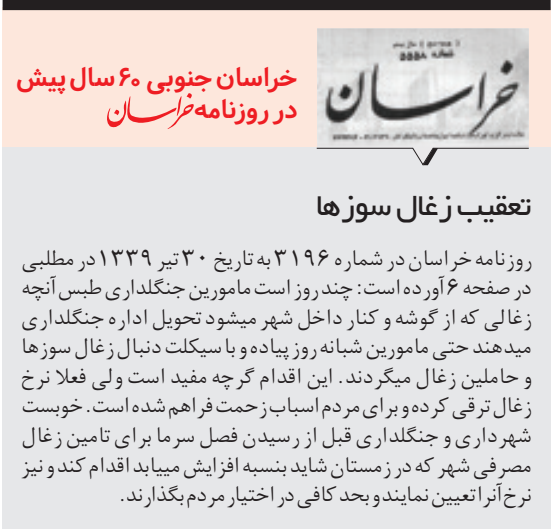 خراسان جنوبی ۶۰ سال پیش
در روزنامه خراسان
خراسان
تعقیب زغال سوزها
روزنامه خراسان در شماره ۳۱۹۶ به تاریخ ۳۰ تیر ۱۳۳۹ در مطلبی
در صفحه ۶ آورده است: چند روز است مامورین جنگلداری طبس آنچه
زغالی که از گوشه و کنار داخل شهر میشود تحویل اداره جنگلداری
میدهند حتی مامورین شبانه روز پیاده و با سیکلت دنبال زغال سوزها
و حاملین زغال میگردند. این اقدام گرچه مفید است ولی فعلا نرخ
زغال ترقی کرده و برای مردم اسباب زحمت فراهم شده است. خوبست
شهرداری و جنگلداری قبل از رسیدن فصل سرما برای تامین زغال
مصرفی شهر که در زمستان شاید بنسبه افزایش مییابد اقدام کند و نیز
نرخ آنرا تعیین نمایند و بحد کافی در اختیار مردم بگذارند.